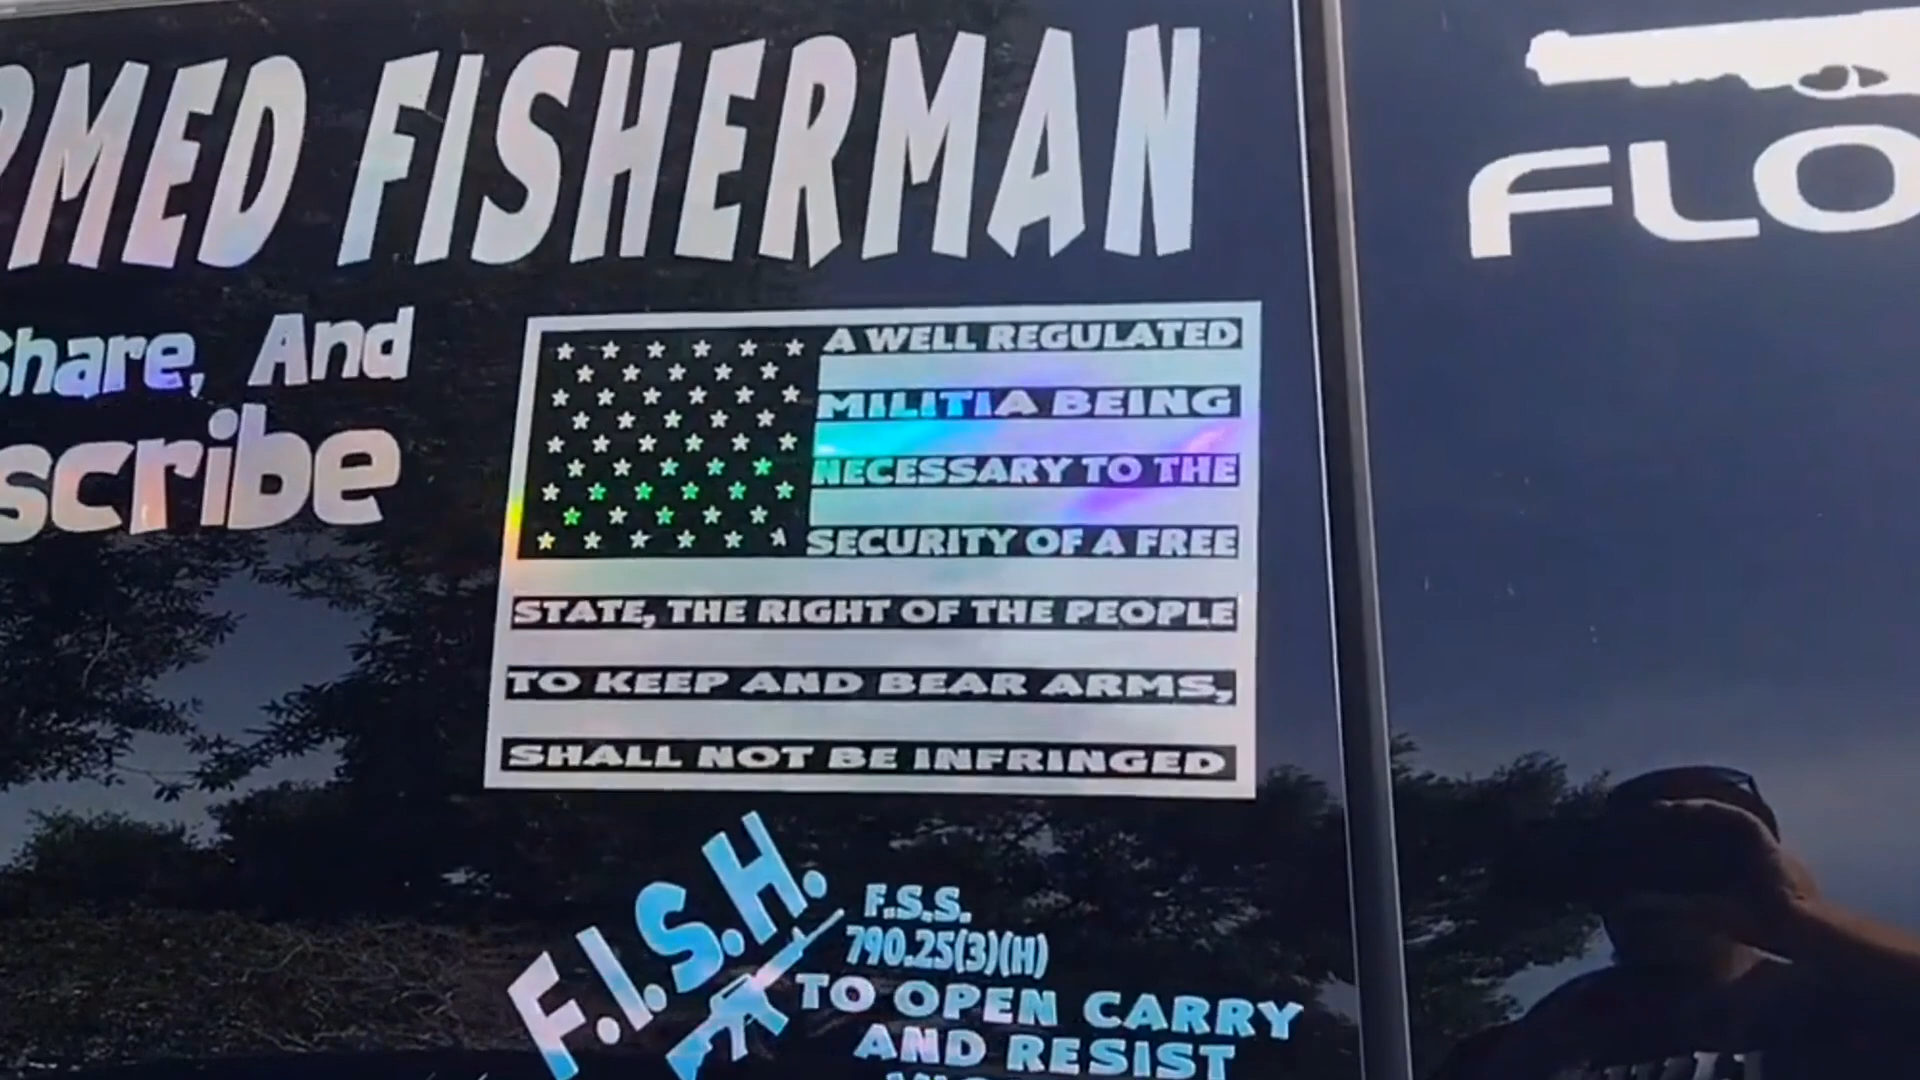 RMED FISHERMAN
FLO
Share, And
scribe
A WELL REGULATED
MILITIA BEING
NECESSARY TO THE
SECURITY OF A FREE
STATE, THE RIGHT OF THE PEOPLE
TO KEEP AND BEAR ARMS,
SHALL NOT BE INFRINGED
F.I.S.H.
F.S.S.
790.25(3)(H)
TO OPEN CARRY
AND RESIST